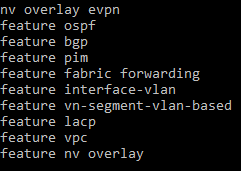 nv overlay evpn
feature ospf
feature bgp
feature pim
feature fabric forwarding
feature interface-vlan
feature vn-segment-vlan-based
feature lacp
feature vpc
feature nv overlay